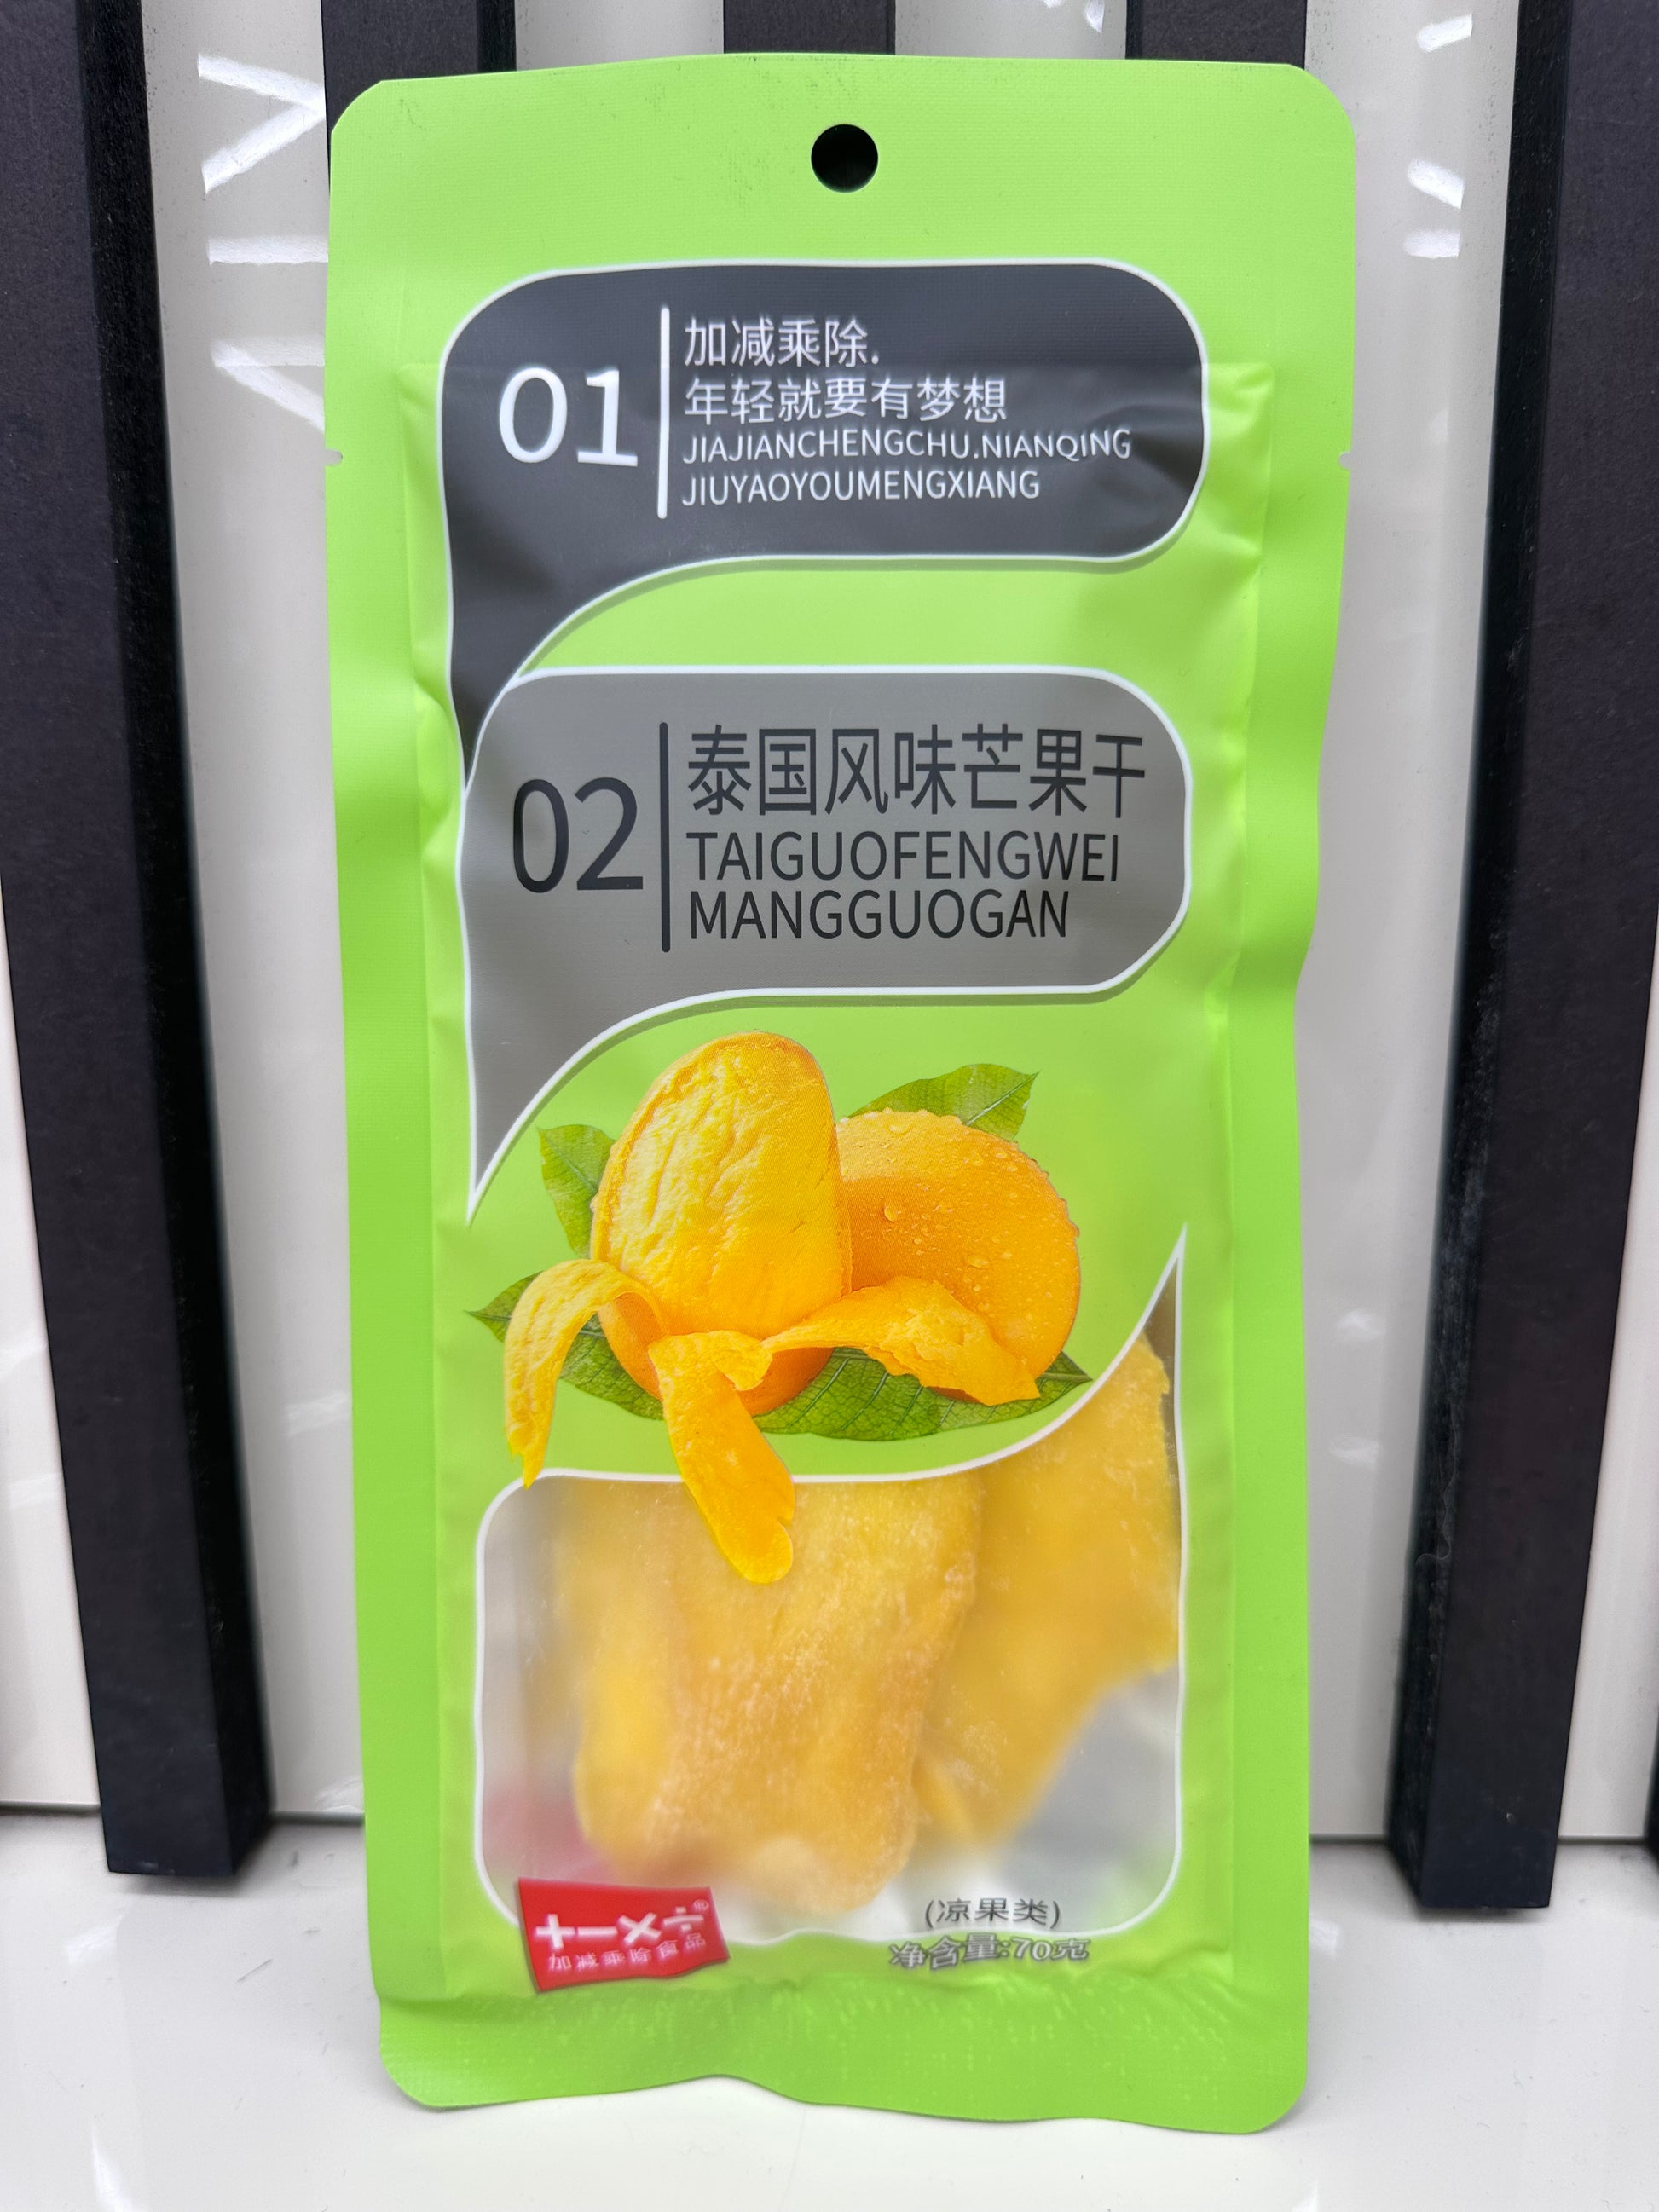 01
加减乘除.
年轻就要有梦想
JIAJIANCHENGCHU.NIANQING
JIUYAOYOUMENGXIANG
02
泰国风味芒果干
TAIGUOFENGWEI
MANGGUOGAN
+−×÷®
加减乘除食品
(凉果类)
净含量:70克